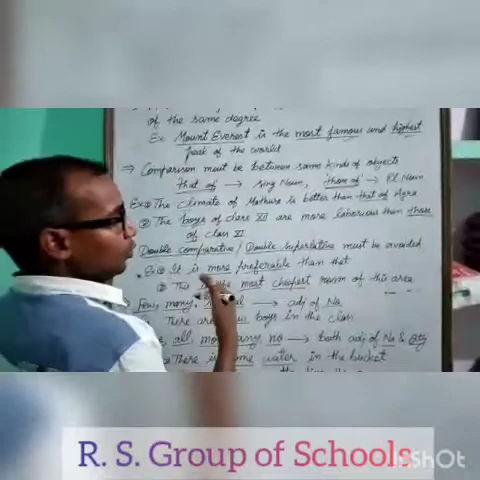 of the same degree
Ex Mount Everest is the most famous and highest
peak of the world
⇒ Comparison must be between same kinds of objects
that of → Sing Noun, 'those of' → Pl Noun
Ex:① The climate of Mathura is better than that of Agra
② The boys of class XII are more laborious than those
of class XI
Double comparative / Double superlative must be avoided
Ex ① It is more preferable than that
② This most cheapest room of this area
Few, many, → adj of No
There are boys in the class
all, any, no → both adj of No & Qty
There is some water in the bucket
R. S. Group of Schools